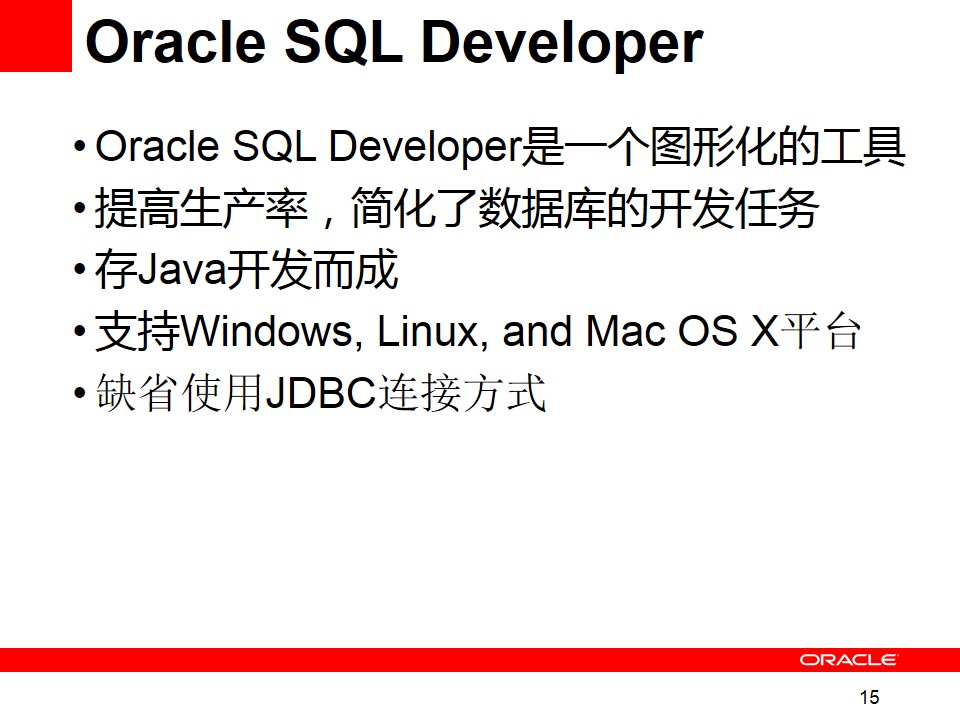 Oracle SQL Developer
• Oracle SQL Developer是一个图形化的工具
• 提高生产率，简化了数据库的开发任务
• 存Java开发而成
• 支持Windows, Linux, and Mac OS X平台
• 缺省使用JDBC连接方式
ORACLE
15